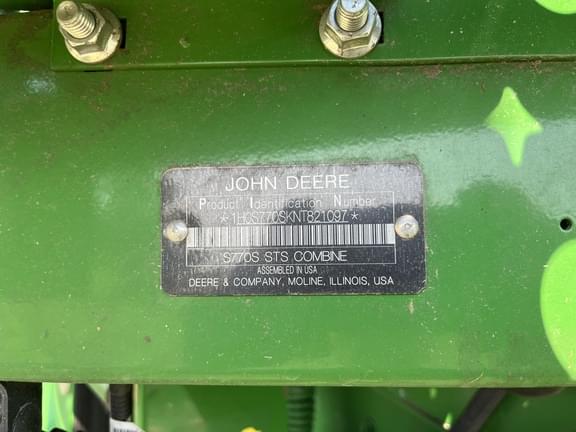 JOHN DEERE
Product Identification Number
*1H0S770SKNT821097*
S770S STS COMBINE
ASSEMBLED IN USA
DEERE & COMPANY, MOLINE, ILLINOIS, USA